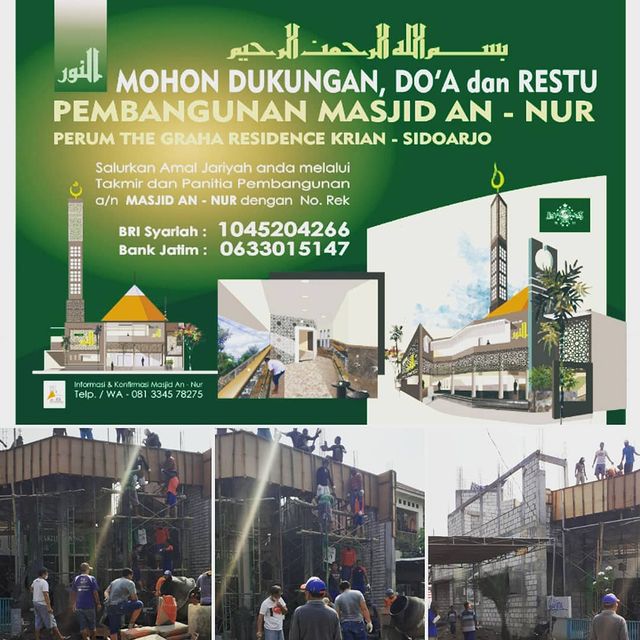 النور
بسم الله الرحمن الرحيم
MOHON DUKUNGAN, DO'A dan RESTU
PEMBANGUNAN MASJID AN - NUR
PERUM THE GRAHA RESIDENCE KRIAN - SIDOARJO
Salurkan Amal Jariyah anda melalui
Takmir dan Panitia Pembangunan
a/n MASJID AN - NUR dengan No. Rek
BRI Syariah : 1045204266
Bank Jatim : 0633015147
Informasi & Konfirmasi Masjid An - Nur
Telp. / WA - 081 3345 78275